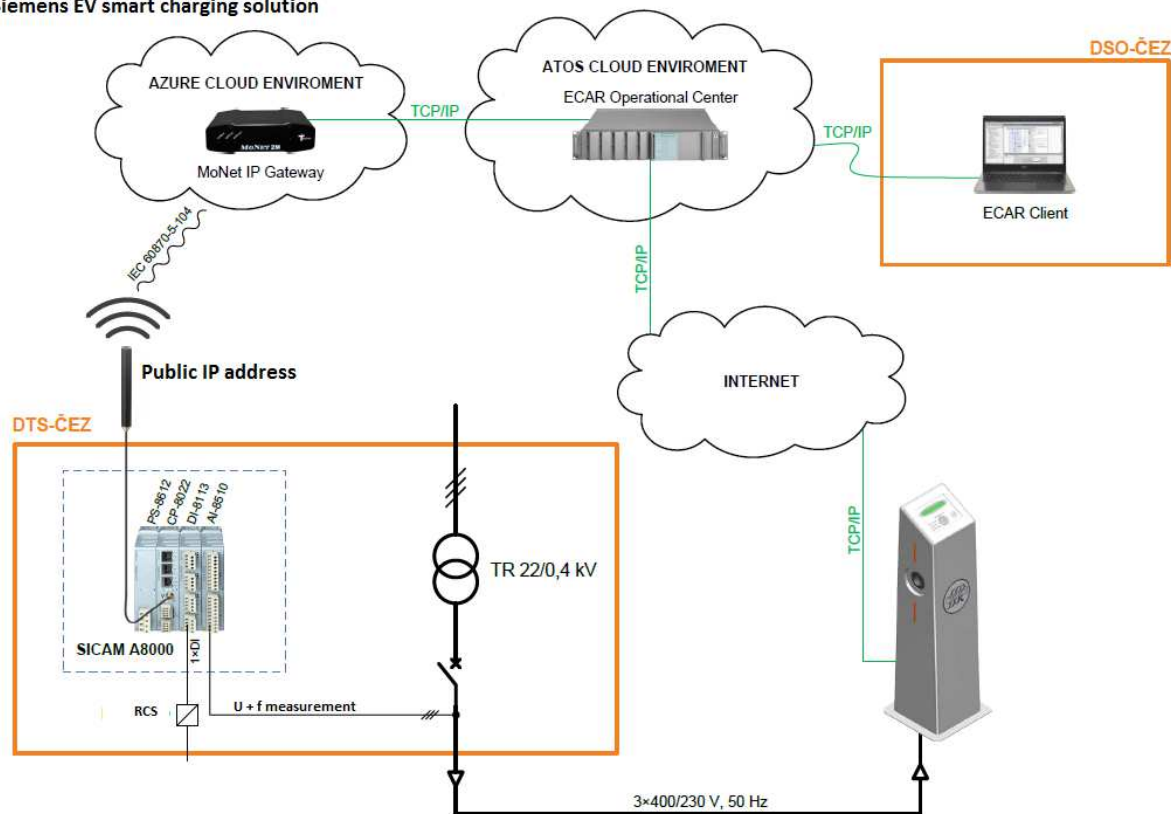 Siemens EV smart charging solution
DSO-ČEZ
AZURE CLOUD ENVIROMENT
MoNet 2H
MoNet IP Gateway
TCP/IP
ATOS CLOUD ENVIROMENT
ECAR Operational Center
TCP/IP
ECAR Client
IEC 60870-5-104
TCP/IP
Public IP address
INTERNET
DTS-ČEZ
PS-8612
CP-8022
DI-8113
AI-8510
TR 22/0,4 kV
TCP/IP
SICAM A8000
1×DI
RCS
U + f measurement
3×400/230 V, 50 Hz